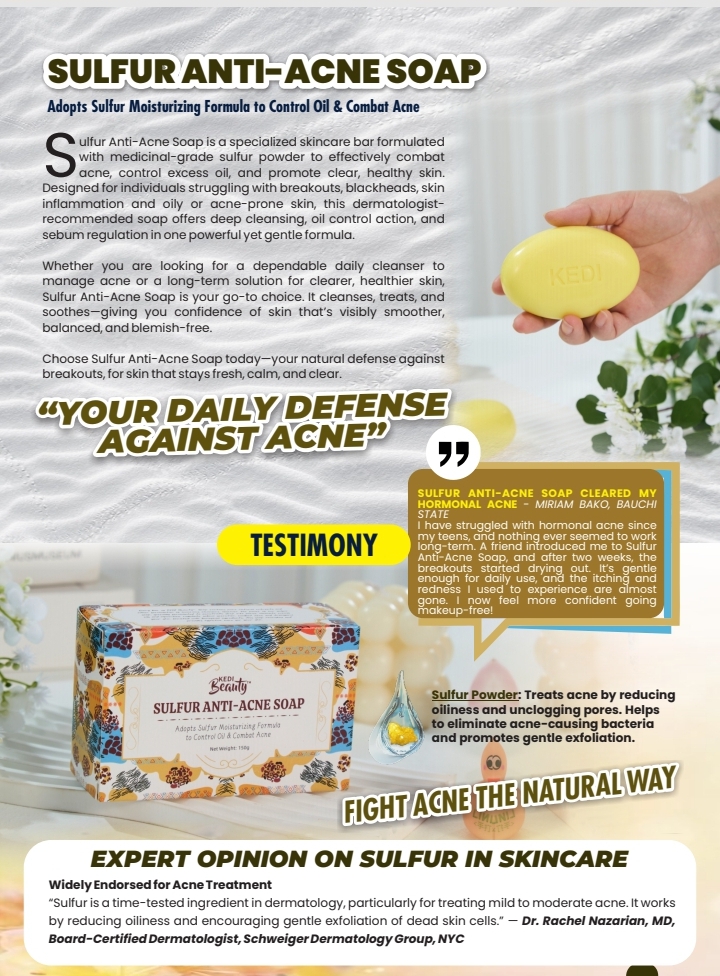 SULFUR ANTI-ACNE SOAP
Adopts Sulfur Moisturizing Formula to Control Oil & Combat Acne
Sulfur Anti-Acne Soap is a specialized skincare bar formulated
with medicinal-grade sulfur powder to effectively combat
acne, control excess oil, and promote clear, healthy skin.
Designed for individuals struggling with breakouts, blackheads, skin
inflammation and oily or acne-prone skin, this dermatologist-
recommended soap offers deep cleansing, oil control action, and
sebum regulation in one powerful yet gentle formula.
Whether you are looking for a dependable daily cleanser to
manage acne or a long-term solution for clearer, healthier skin,
Sulfur Anti-Acne Soap is your go-to choice. It cleanses, treats, and
soothes—giving you confidence of skin that's visibly smoother,
balanced, and blemish-free.
Choose Sulfur Anti-Acne Soap today—your natural defense against
breakouts, for skin that stays fresh, calm, and clear.
KEDI
“YOUR DAILY DEFENSE
AGAINST ACNE”
”
TESTIMONY
SULFUR ANTI-ACNE SOAP CLEARED MY
HORMONAL ACNE - MIRIAM BAKO, BAUCHI
STATE
I have struggled with hormonal acne since
my teens, and nothing ever seemed to work
long-term. A friend introduced me to Sulfur
Anti-Acne Soap, and after two weeks, the
breakouts started drying out. It's gentle
enough for daily use, and the itching and
redness I used to experience are almost
gone. I now feel more confident going
makeup-free!
KEDI
Beauty
SULFUR ANTI-ACNE SOAP
Adopts Sulfur Moisturizing Formula
to Control Oil & Combat Acne
Net Weight: 110g
Sulfur Powder: Treats acne by reducing
oiliness and unclogging pores. Helps
to eliminate acne-causing bacteria
and promotes gentle exfoliation.
FIGHT ACNE THE NATURAL WAY
EXPERT OPINION ON SULFUR IN SKINCARE
Widely Endorsed for Acne Treatment
“Sulfur is a time-tested ingredient in dermatology, particularly for treating mild to moderate acne. It works
by reducing oiliness and encouraging gentle exfoliation of dead skin cells.” — Dr. Rachel Nazarian, MD,
Board-Certified Dermatologist, Schweiger Dermatology Group, NYC